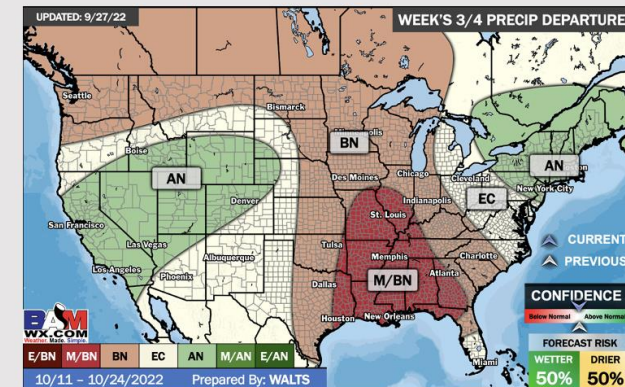 UPDATED: 9/27/22
WEEK'S 3/4 PRECIP DEPARTURE
Seattle
Bismarck
BN
Boise
AN
Des Moines
Chicago
Cleveland
AN
New York City
EC
Denver
St. Louis
Indianapolis
San Francisco
Las Vegas
Tulsa
Memphis
Charlotte
CURRENT
Los Angeles
Phoenix
Albuquerque
Dallas
M/BN
Atlanta
PREVIOUS
Houston
New Orleans
Miami
CONFIDENCE
Below Normal
Above Normal
FORECAST RISK
WETTER
DRIER
50%
50%
BAM
WX.COM
Weather. Made. Simple.
E/BN M/BN BN EC AN M/AN E/AN
10/11 – 10/24/2022 Prepared By: WALTS